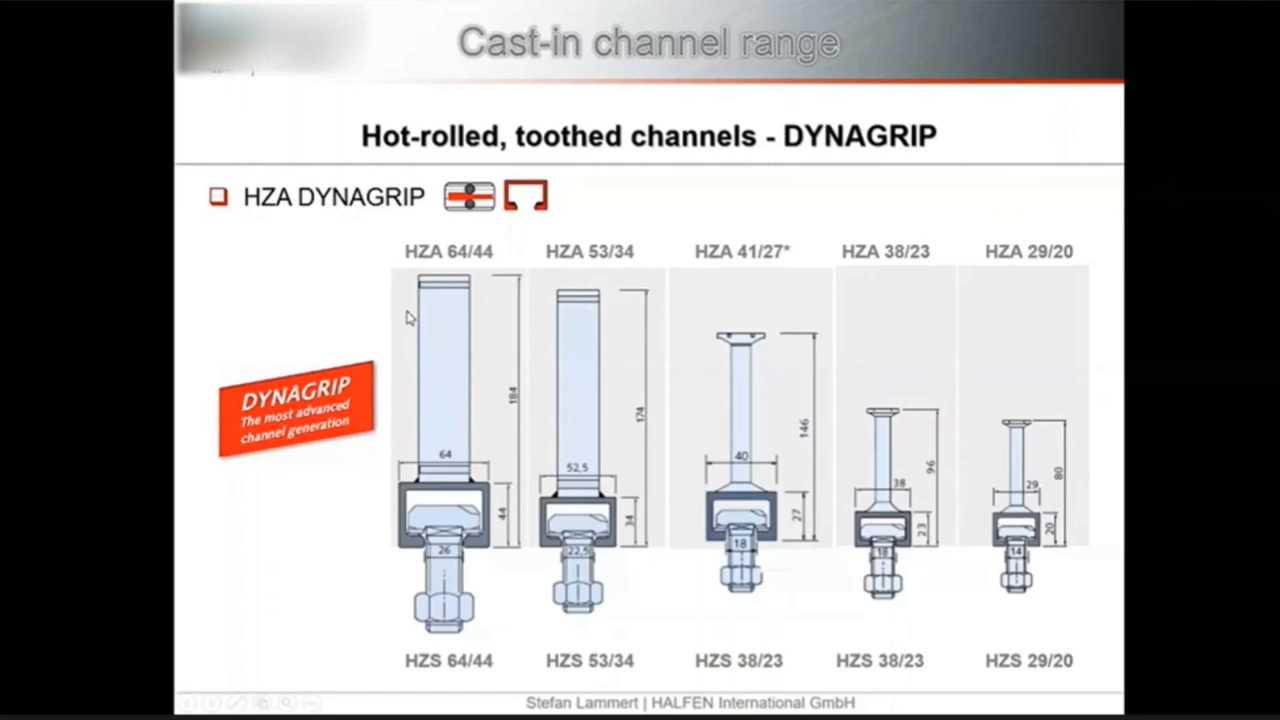 Cast-in channel range
Hot-rolled, toothed channels - DYNAGRIP
HZA DYNAGRIP
HZA 64/44 HZA 53/34 HZA 41/27* HZA 38/23 HZA 29/20
DYNAGRIP
The most advanced
channel generation
184
174
146
96
80
64
52,5
40
38
29
44
34
27
23
20
26
22,5
18
18
14
HZS 64/44 HZS 53/34 HZS 38/23 HZS 38/23 HZS 29/20
Stefan Lammert | HALFEN International GmbH